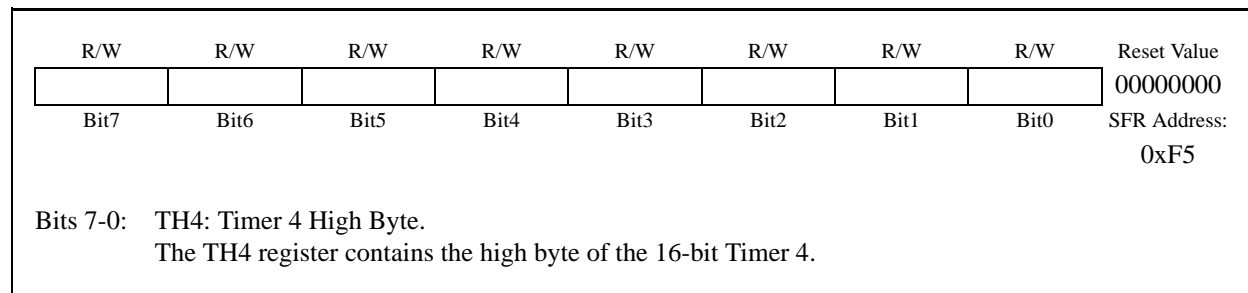 R/W R/W R/W R/W R/W R/W R/W R/W Reset Value
00000000
Bit7 Bit6 Bit5 Bit4 Bit3 Bit2 Bit1 Bit0 SFR Address:
0xF5
Bits 7-0: TH4: Timer 4 High Byte.
The TH4 register contains the high byte of the 16-bit Timer 4.